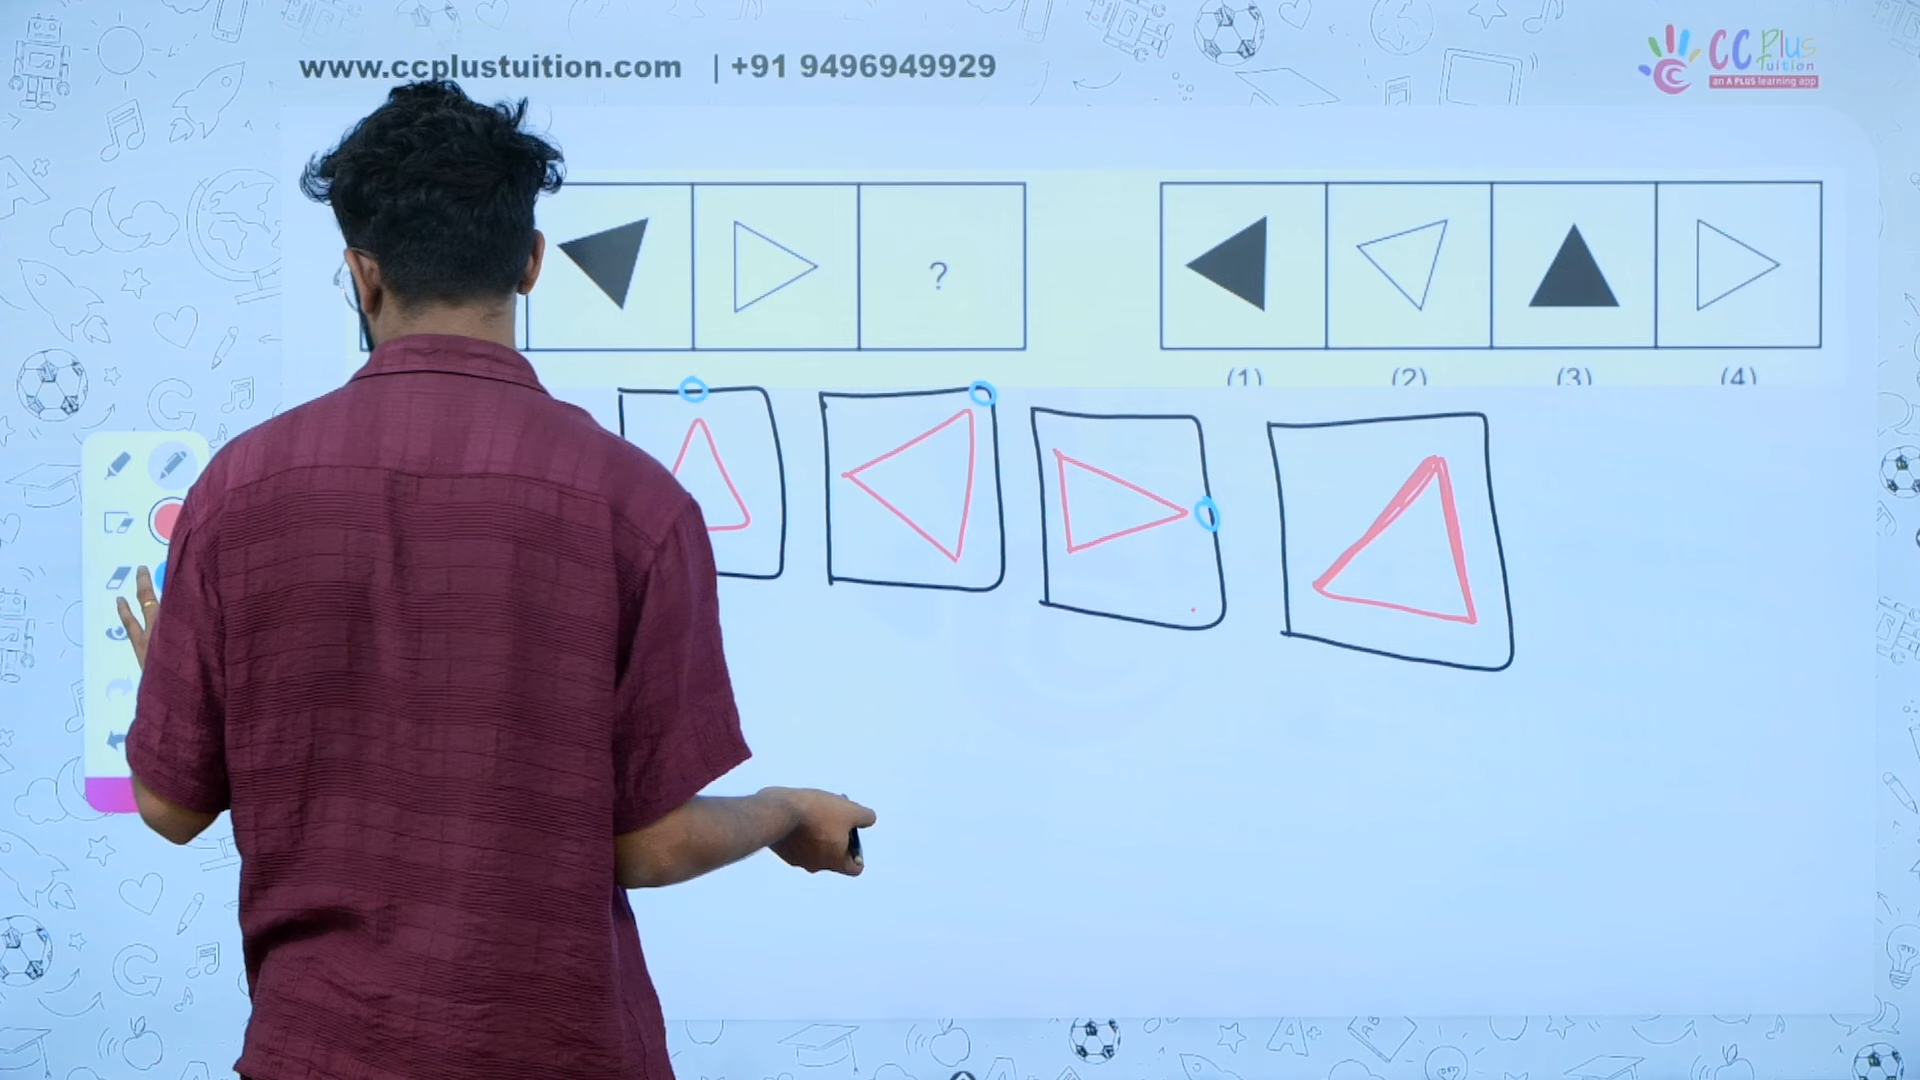 www.ccplustuition.com | +91 9496949929
CC Plus
Tuition
an A PLUS learning app
?
(1) (2) (3) (4)